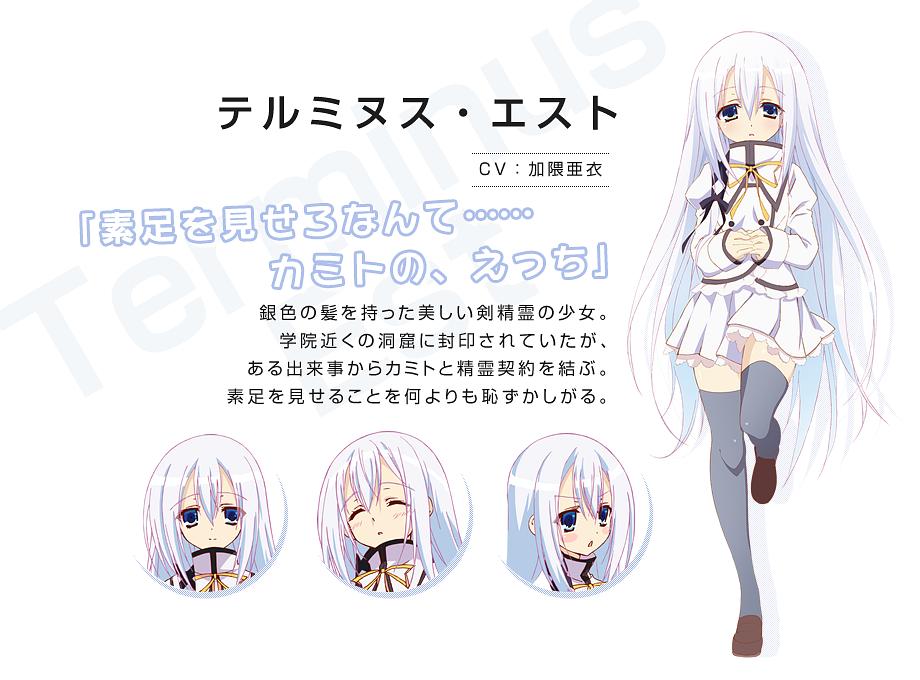 Terminus
Est
テルミヌス・エスト
CV：加隈亜衣
「素足を見せろなんて……
カミトの、えっち」
銀色の髪を持った美しい剣精霊の少女。
学院近くの洞窟に封印されていたが、
ある出来事からカミトと精霊契約を結ぶ。
素足を見せることを何よりも恥ずかしがる。